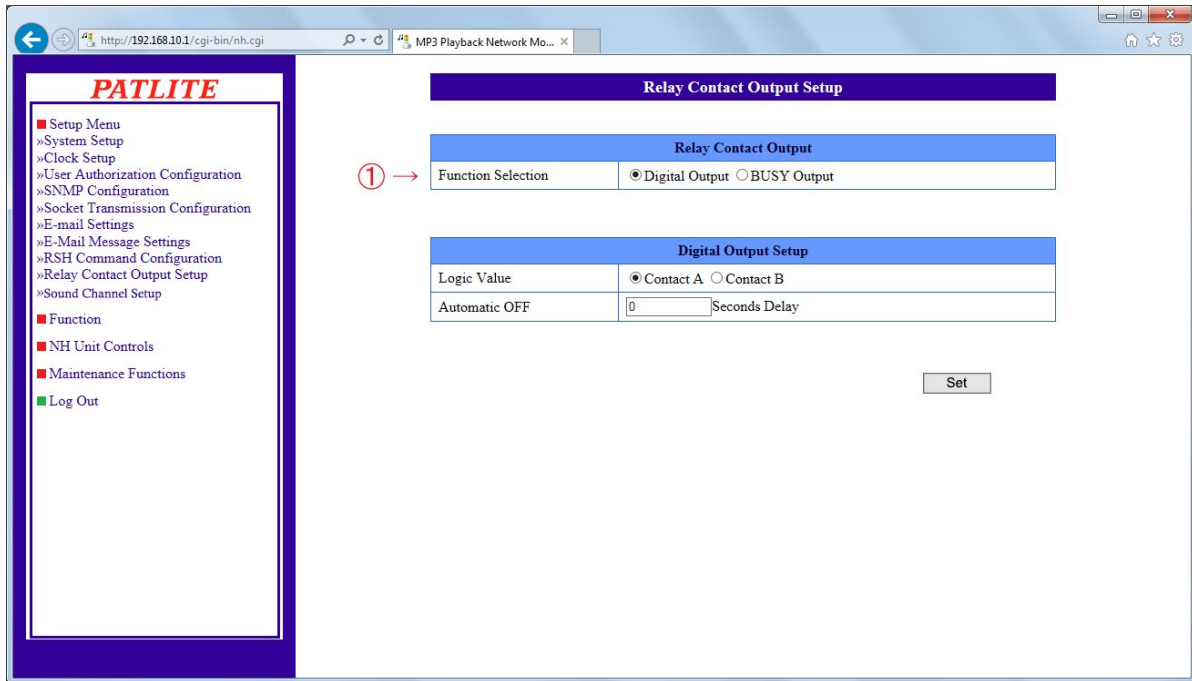 http://192.168.10.1/cgi-bin/nh.cgi
MP3 Playback Network Mo...
PATLITE
Setup Menu
»System Setup
»Clock Setup
»User Authorization Configuration
»SNMP Configuration
»Socket Transmission Configuration
»E-mail Settings
»E-Mail Message Settings
»RSH Command Configuration
»Relay Contact Output Setup
»Sound Channel Setup
Function
NH Unit Controls
Maintenance Functions
Log Out
Relay Contact Output Setup
Relay Contact Output
① → Function Selection Digital Output BUSY Output
Digital Output Setup
Logic Value Contact A Contact B
Automatic OFF 0 Seconds Delay
Set